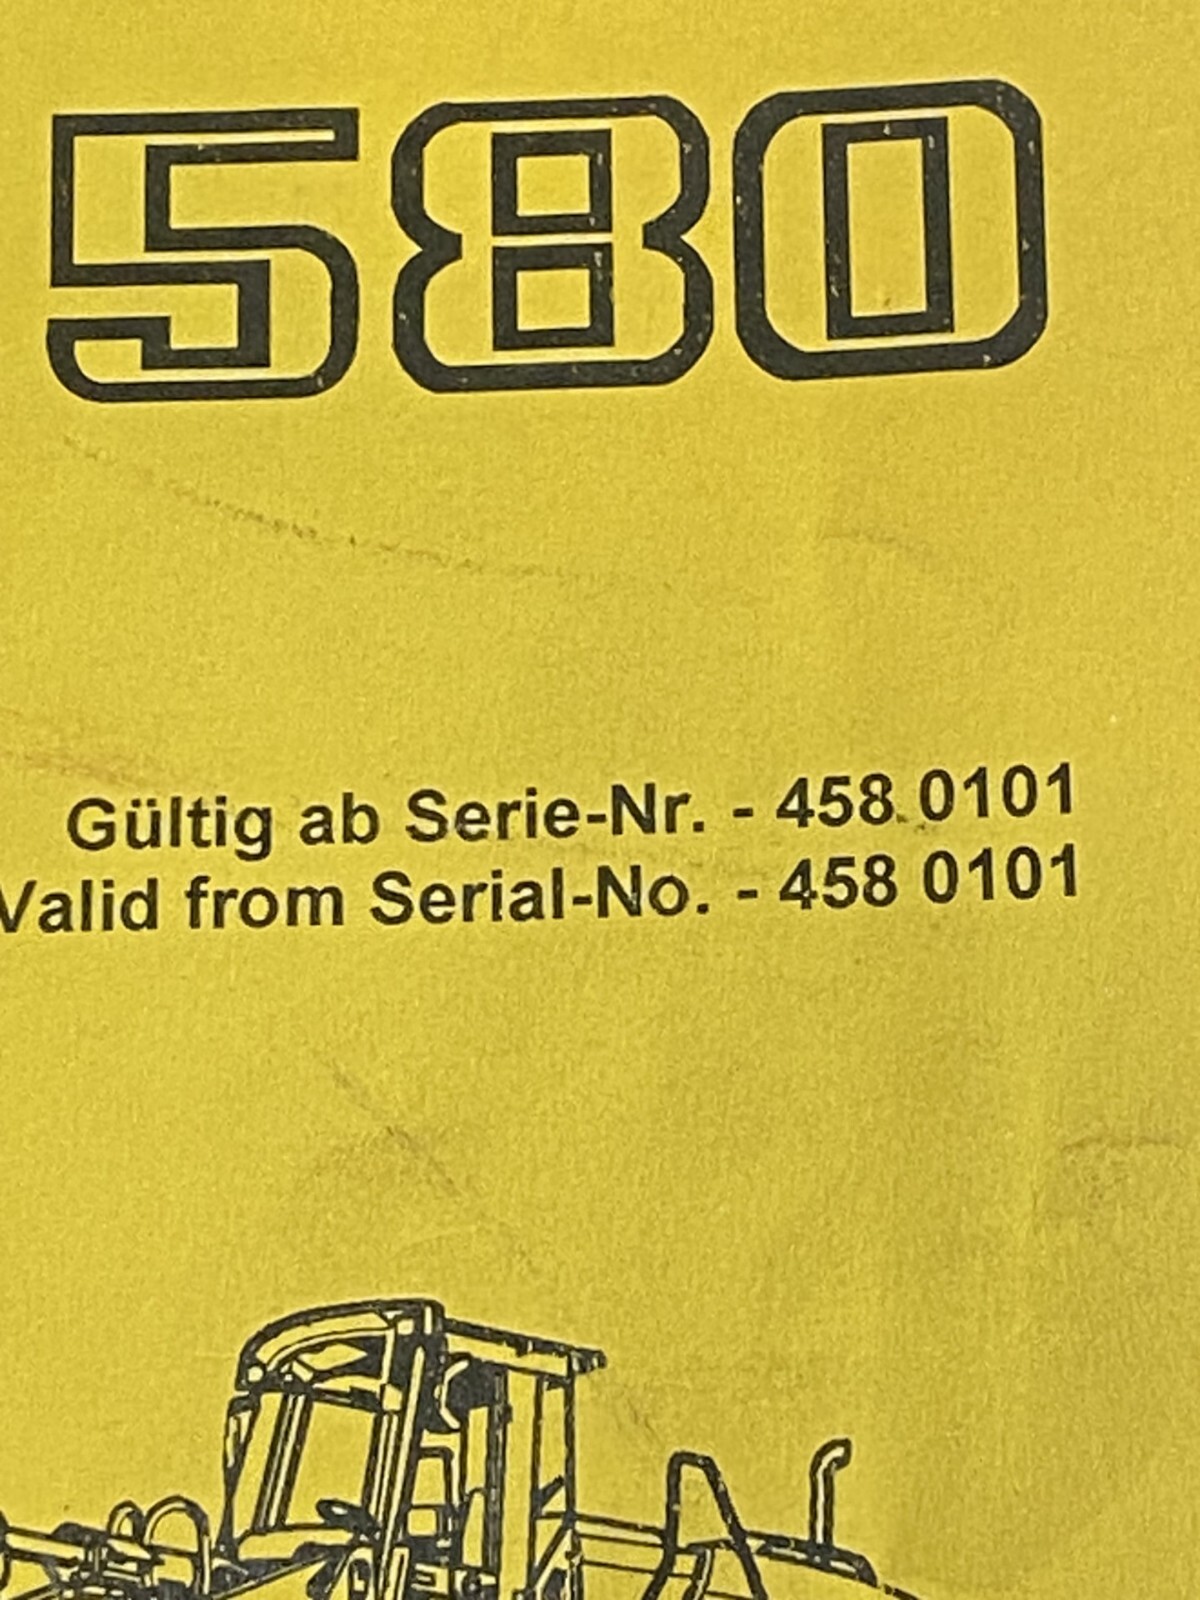 580
Gültig ab Serie-Nr. - 458 0101
Valid from Serial-No. - 458 0101